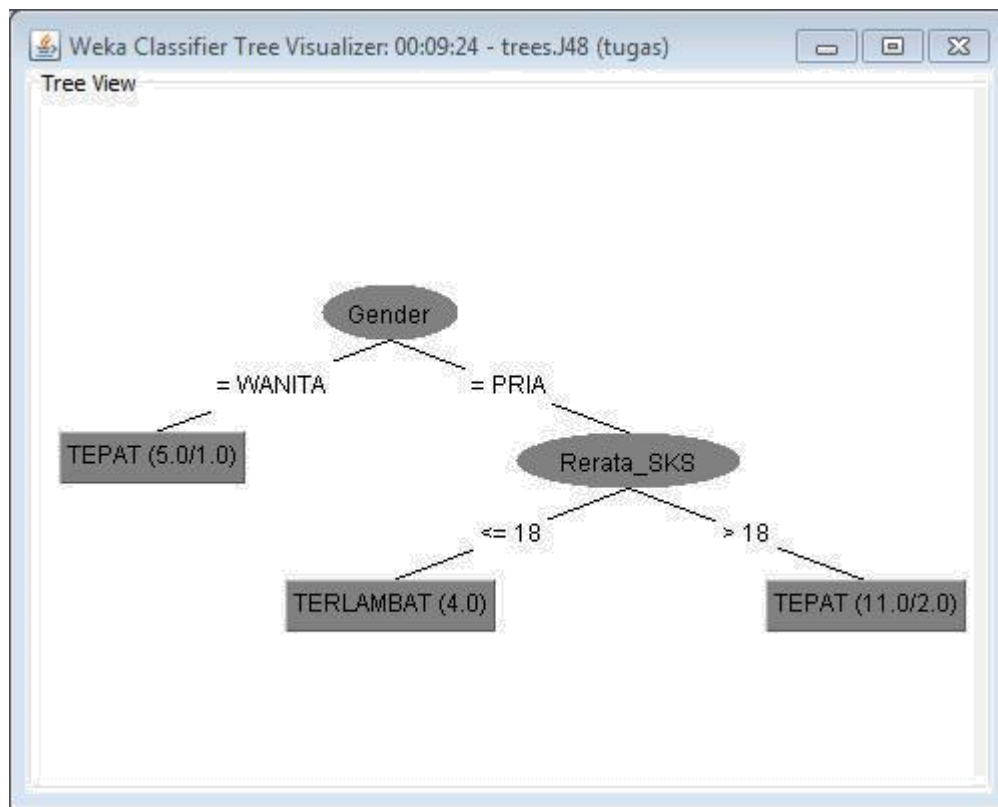 Weka Classifier Tree Visualizer: 00:09:24 - trees.J48 (tugas)
Tree View
Gender
= WANITA
= PRIA
TEPAT (5.0/1.0)
Rerata_SKS
<= 18
> 18
TERLAMBAT (4.0)
TEPAT (11.0/2.0)